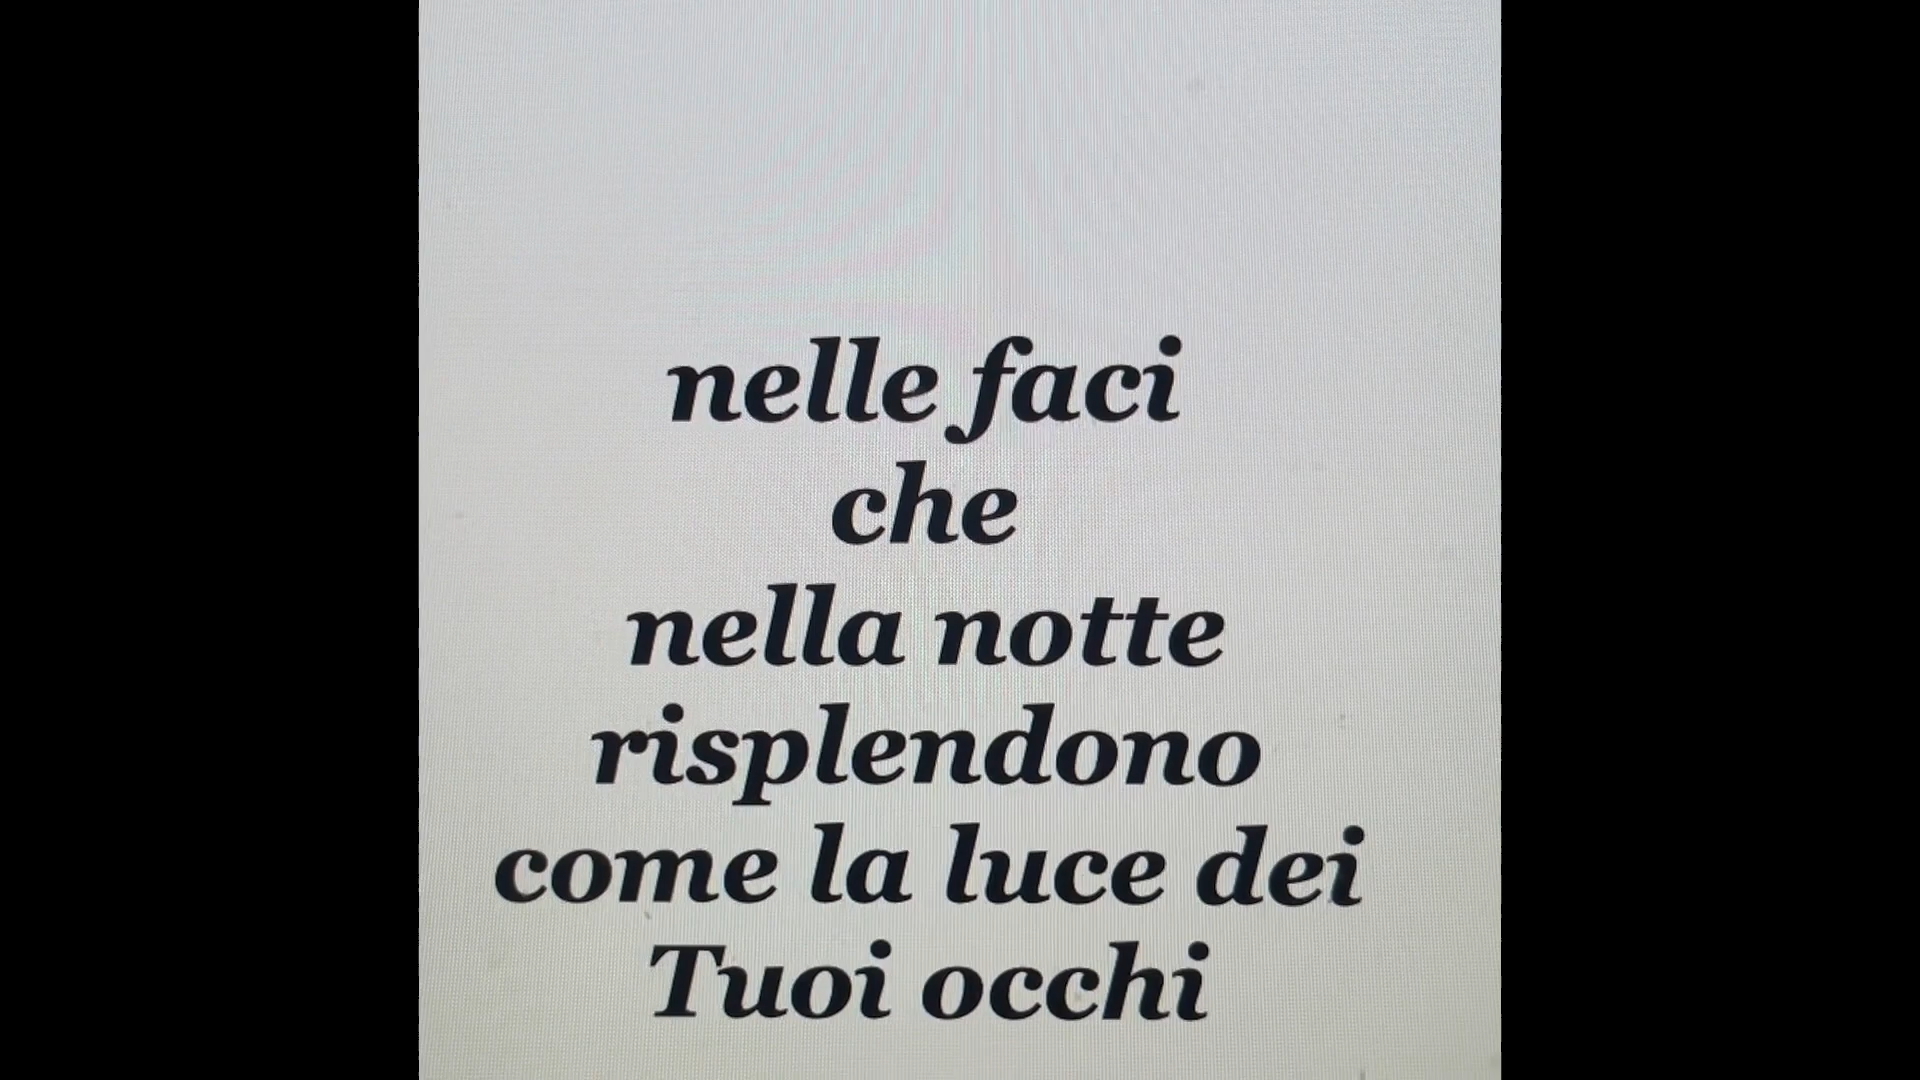 nelle faci
che
nella notte
risplendono
come la luce dei
Tuoi occhi